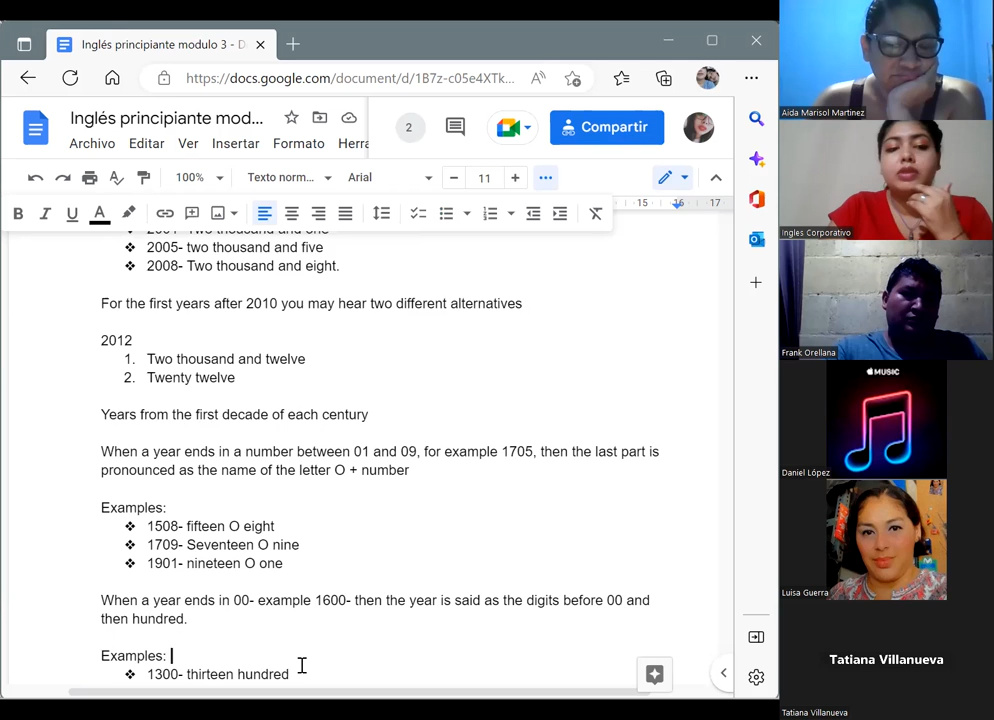 Inglés principiante modulo 3 - D
https://docs.google.com/document/d/1B7z-c05e4XTk...
Inglés principiante mod...
2
Compartir
Archivo Editar Ver Insertar Formato Herra
100% Texto norm... Arial 11
15 16 17
2005- two thousand and five
2008- Two thousand and eight.
For the first years after 2010 you may hear two different alternatives
2012
1. Two thousand and twelve
2. Twenty twelve
Years from the first decade of each century
When a year ends in a number between 01 and 09, for example 1705, then the last part is
pronounced as the name of the letter O + number
Examples:
1508- fifteen O eight
1709- Seventeen O nine
1901- nineteen O one
When a year ends in 00- example 1600- then the year is said as the digits before 00 and
then hundred.
Examples:
1300- thirteen hundred
Aida Marisol Martinez
Ingles Corporativo
Frank Orellana
MUSIC
Daniel López
Luisa Guerra
Tatiana Villanueva
Tatiana Villanueva